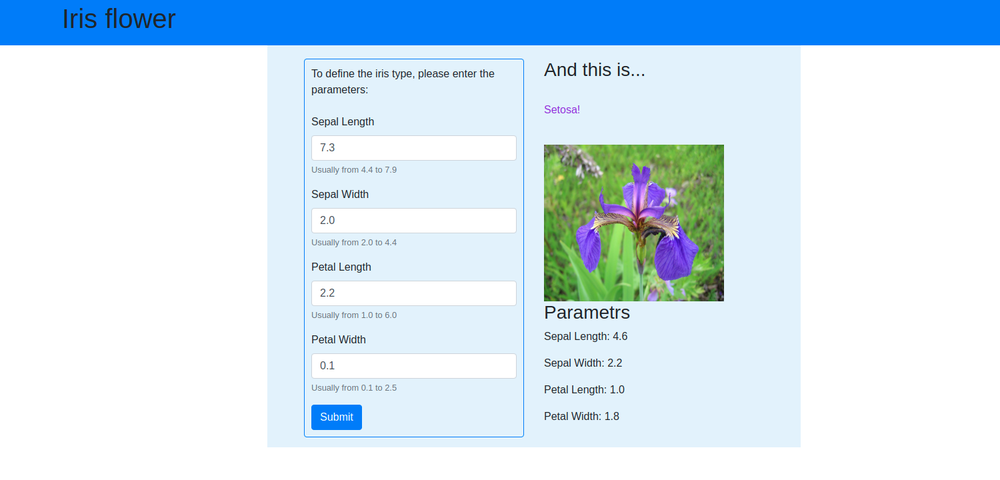 Iris flower
To define the iris type, please enter the
parameters:
Sepal Length
7.3
Usually from 4.4 to 7.9
Sepal Width
2.0
Usually from 2.0 to 4.4
Petal Length
2.2
Usually from 1.0 to 6.0
Petal Width
0.1
Usually from 0.1 to 2.5
Submit
And this is...
Setosa!
Parametrs
Sepal Length: 4.6
Sepal Width: 2.2
Petal Length: 1.0
Petal Width: 1.8